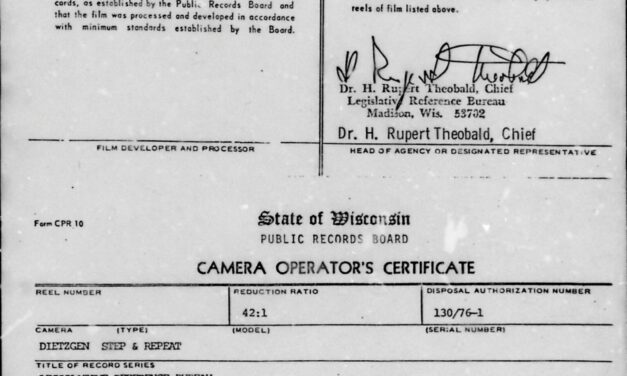 cords, as established by the Public Records Board and
that the film was processed and developed in accordance
with minimum standards established by the Board.
FILM DEVELOPER AND PROCESSOR
reels of film listed above.
H Rupert Theobald
Dr. H. Rupert Theobald, Chief
Legislative Reference Bureau
Madison, Wis. 53702
Dr. H. Rupert Theobald, Chief
HEAD OF AGENCY OR DESIGNATED REPRESENTATIVE
Form CPR 10
State of Wisconsin
PUBLIC RECORDS BOARD
CAMERA OPERATOR'S CERTIFICATE
REEL NUMBER
REDUCTION RATIO
42:1
DISPOSAL AUTHORIZATION NUMBER
130/76-1
CAMERA (TYPE) (MODEL) (SERIAL NUMBER)
DIETZGEN STEP & REPEAT
TITLE OF RECORD SERIES